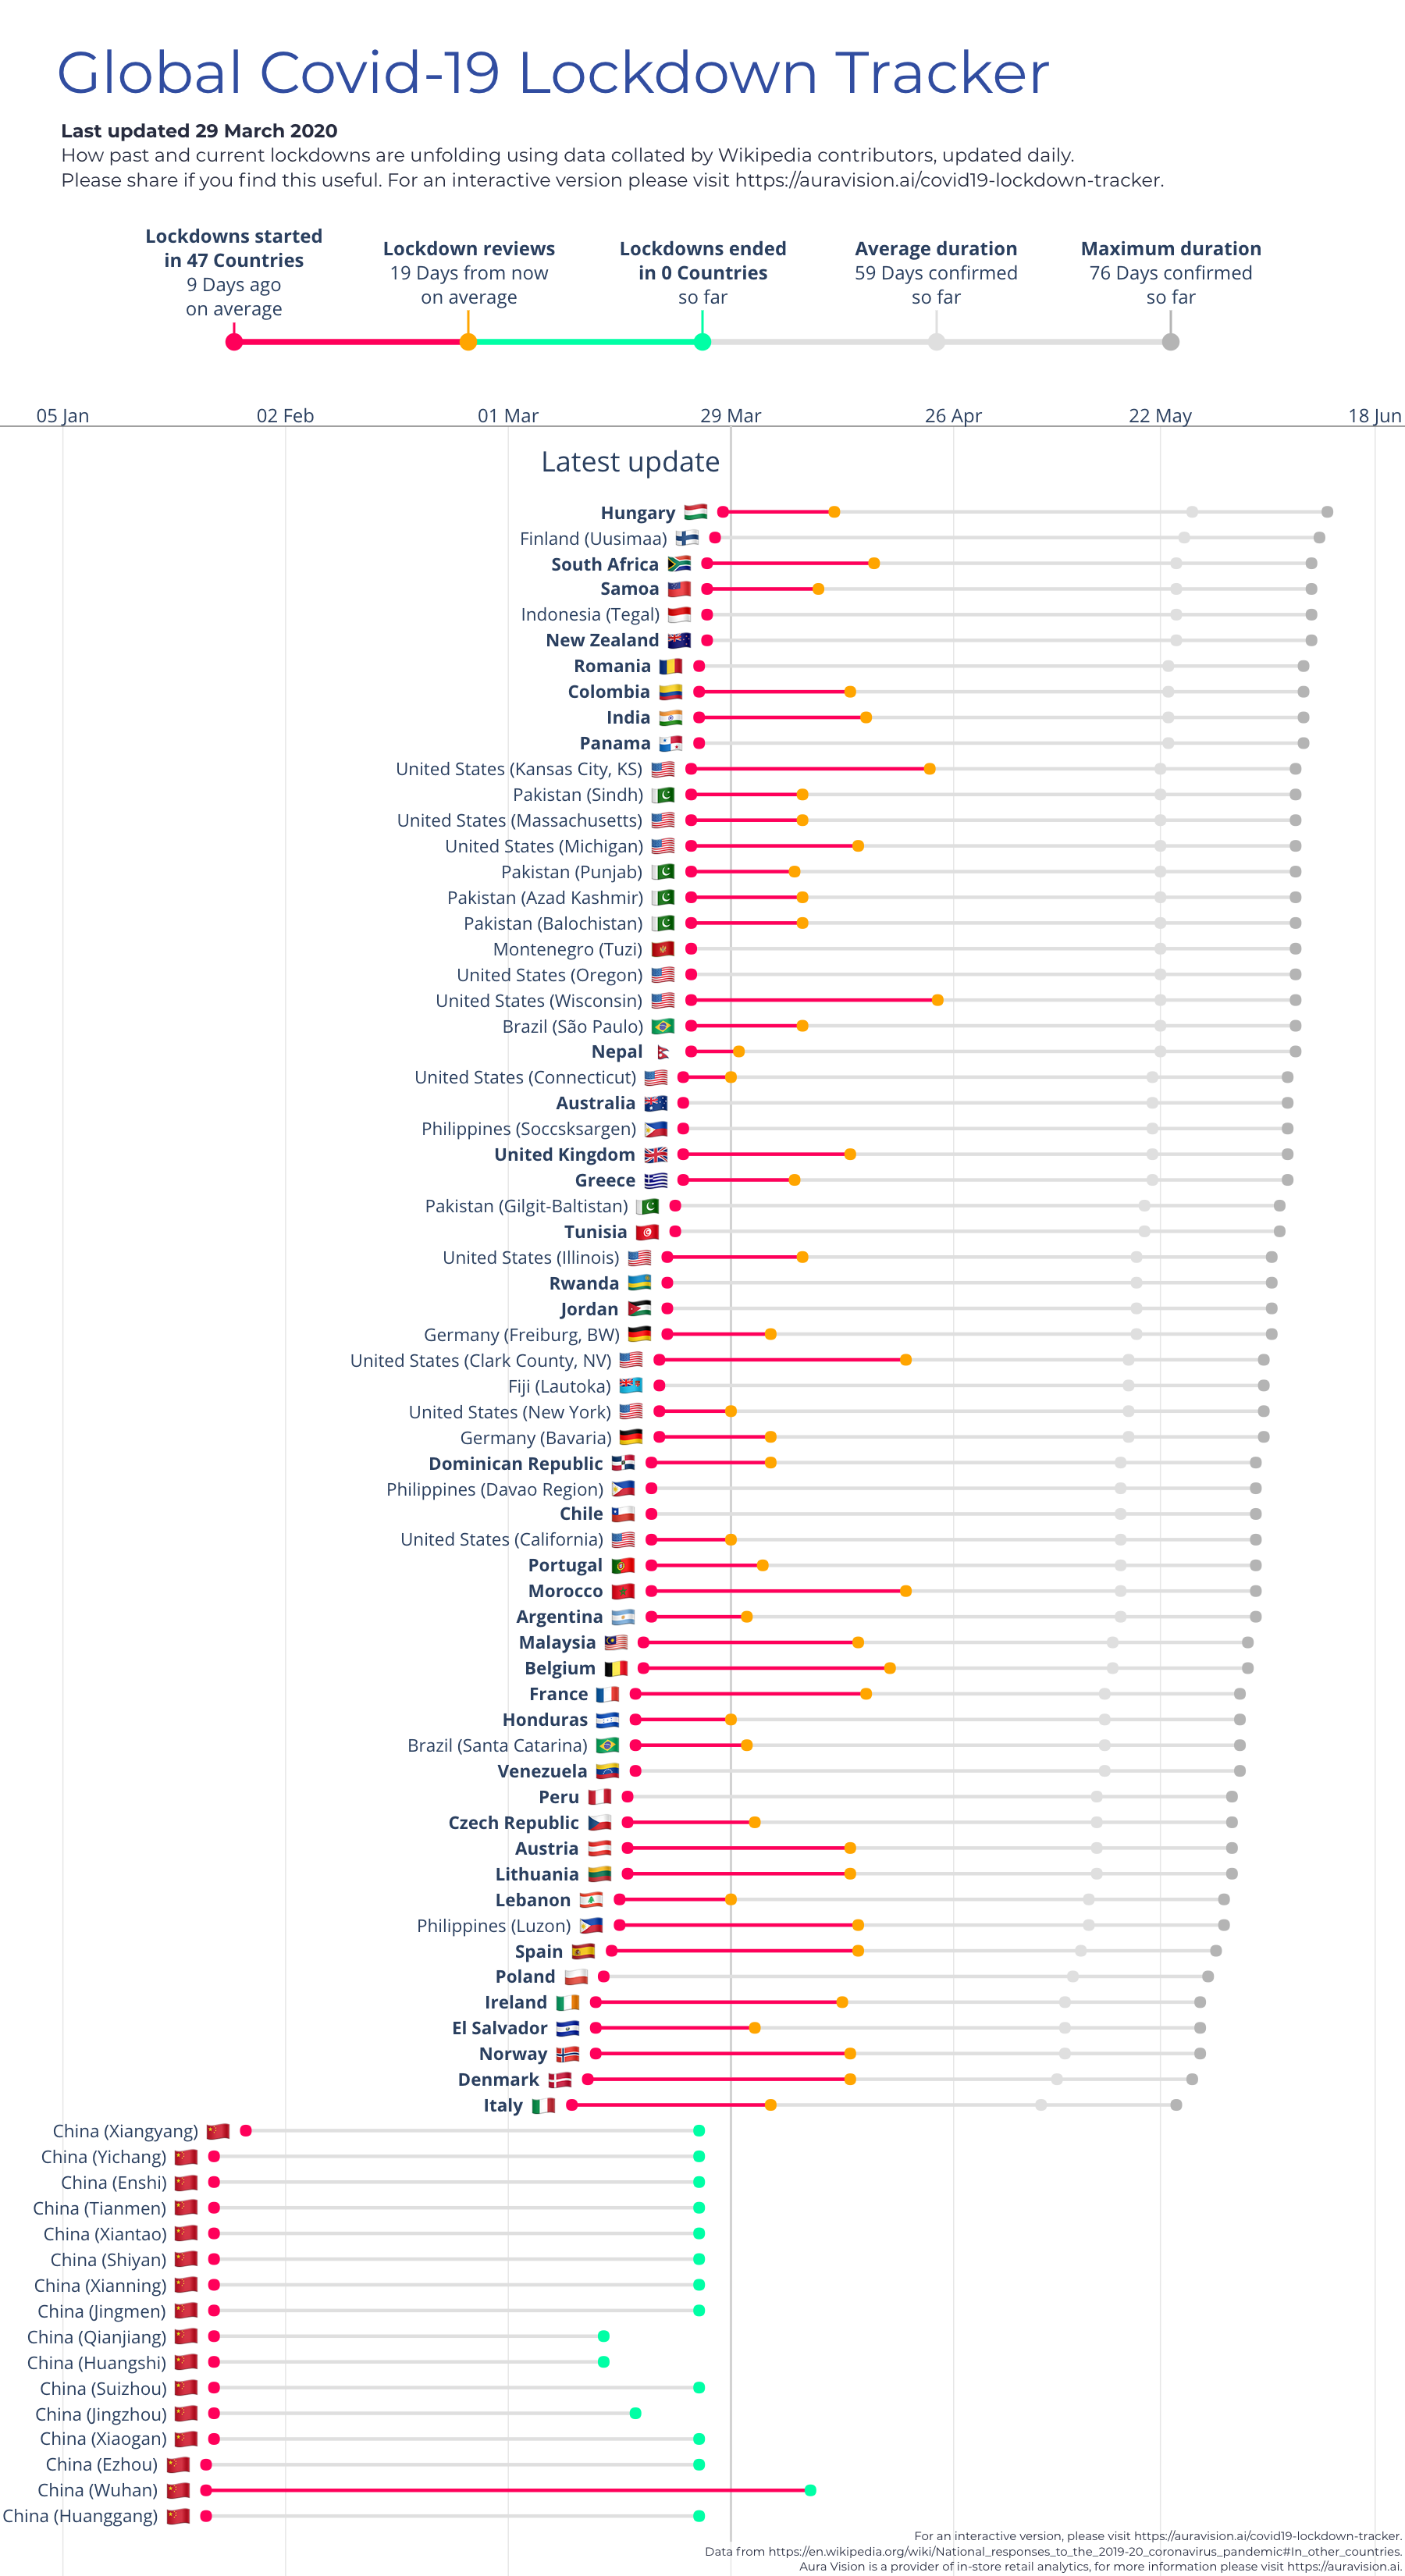 Global Covid-19 Lockdown Tracker
Last updated 29 March 2020
How past and current lockdowns are unfolding using data collated by Wikipedia contributors, updated daily.
Please share if you find this useful. For an interactive version please visit https://auravision.ai/covid19-lockdown-tracker.
Lockdowns started
in 47 Countries
9 Days ago
on average
Lockdown reviews
19 Days from now
on average
Lockdowns ended
in 0 Countries
so far
Average duration
59 Days confirmed
so far
Maximum duration
76 Days confirmed
so far
05 Jan 02 Feb 01 Mar 29 Mar 26 Apr 22 May 18 Jun
Latest update
Hungary
Finland (Uusimaa)
South Africa
Samoa
Indonesia (Tegal)
New Zealand
Romania
Colombia
India
Panama
United States (Kansas City, KS)
Pakistan (Sindh)
United States (Massachusetts)
United States (Michigan)
Pakistan (Punjab)
Pakistan (Azad Kashmir)
Pakistan (Balochistan)
Montenegro (Tuzi)
United States (Oregon)
United States (Wisconsin)
Brazil (São Paulo)
Nepal
United States (Connecticut)
Australia
Philippines (Soccsksargen)
United Kingdom
Greece
Pakistan (Gilgit-Baltistan)
Tunisia
United States (Illinois)
Rwanda
Jordan
Germany (Freiburg, BW)
United States (Clark County, NV)
Fiji (Lautoka)
United States (New York)
Germany (Bavaria)
Dominican Republic
Philippines (Davao Region)
Chile
United States (California)
Portugal
Morocco
Argentina
Malaysia
Belgium
France
Honduras
Brazil (Santa Catarina)
Venezuela
Peru
Czech Republic
Austria
Lithuania
Lebanon
Philippines (Luzon)
Spain
Poland
Ireland
El Salvador
Norway
Denmark
Italy
China (Xiangyang)
China (Yichang)
China (Enshi)
China (Tianmen)
China (Xiantao)
China (Shiyan)
China (Xianning)
China (Jingmen)
China (Qianjiang)
China (Huangshi)
China (Suizhou)
China (Jingzhou)
China (Xiaogan)
China (Ezhou)
China (Wuhan)
China (Huanggang)
For an interactive version, please visit https://auravision.ai/covid19-lockdown-tracker.
Data from https://en.wikipedia.org/wiki/National_responses_to_the_2019-20_coronavirus_pandemic#In_other_countries.
Aura Vision is a provider of in-store retail analytics, for more information please visit https://auravision.ai.